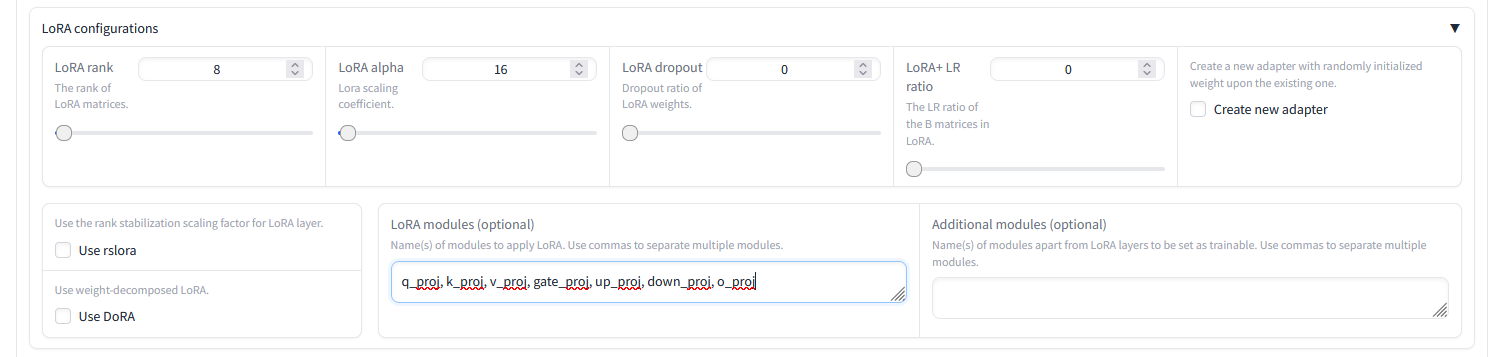 LoRA configurations
▼
LoRA rank
8
The rank of
LoRA matrices.
LoRA alpha
16
Lora scaling
coefficient.
LoRA dropout
0
Dropout ratio of
LoRA weights.
LoRA+ LR
ratio
0
The LR ratio of
the B matrices in
LoRA.
Create a new adapter with randomly initialized
weight upon the existing one.
Create new adapter
Use the rank stabilization scaling factor for LoRA layer.
Use rslora
Use weight-decomposed LoRA.
Use DoRA
LoRA modules (optional)
Name(s) of modules to apply LoRA. Use commas to separate multiple modules.
q_proj, k_proj, v_proj, gate_proj, up_proj, down_proj, o_proj
Additional modules (optional)
Name(s) of modules apart from LoRA layers to be set as trainable. Use commas to separate multiple
modules.